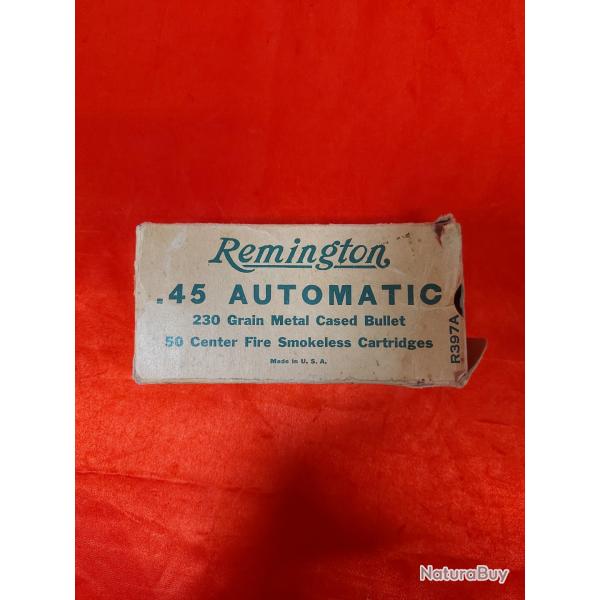 Remington
.45 AUTOMATIC
230 Grain Metal Cased Bullet
50 Center Fire Smokeless Cartridges
Made in U. S. A.
R397A
NaturaBuy